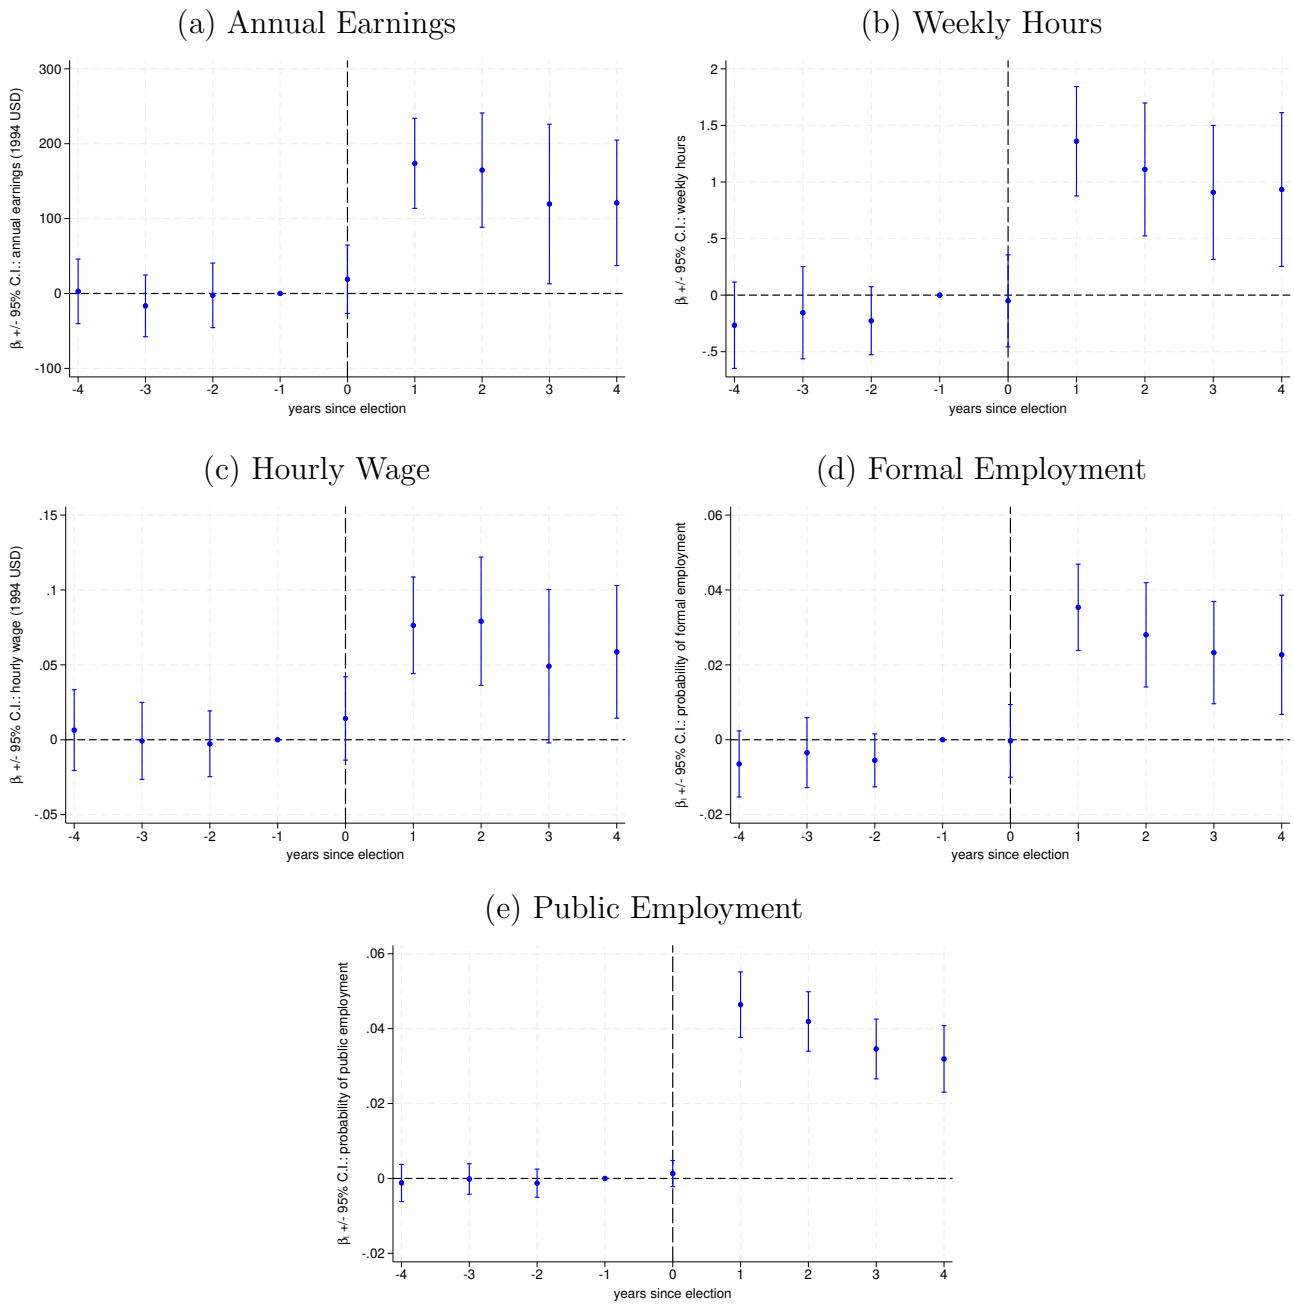 (a) Annual Earnings
β_i +/- 95% C.I.: annual earnings (1994 USD)
300
200
100
0
-100
-4 -3 -2 -1 0 1 2 3 4
years since election
(b) Weekly Hours
β_i +/- 95% C.I.: weekly hours
2
1.5
1
.5
0
-.5
-4 -3 -2 -1 0 1 2 3 4
years since election
(c) Hourly Wage
β_i +/- 95% C.I.: hourly wage (1994 USD)
.15
.1
.05
0
-.05
-4 -3 -2 -1 0 1 2 3 4
years since election
(d) Formal Employment
β_i +/- 95% C.I.: probability of formal employment
.06
.04
.02
0
-.02
-4 -3 -2 -1 0 1 2 3 4
years since election
(e) Public Employment
β_i +/- 95% C.I.: probability of public employment
.06
.04
.02
0
-.02
-4 -3 -2 -1 0 1 2 3 4
years since election